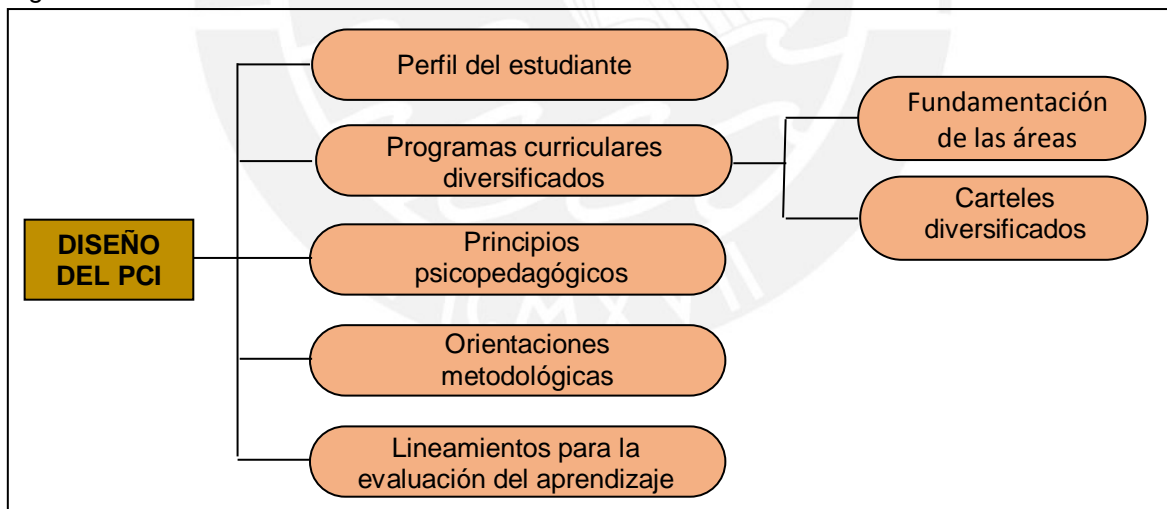 Perfil del estudiante
Programas curriculares
diversificados
Fundamentación
de las áreas
Carteles
diversificados
DISEÑO
DEL PCI
Principios
psicopedagógicos
Orientaciones
metodológicas
Lineamientos para la
evaluación del aprendizaje
MXVII